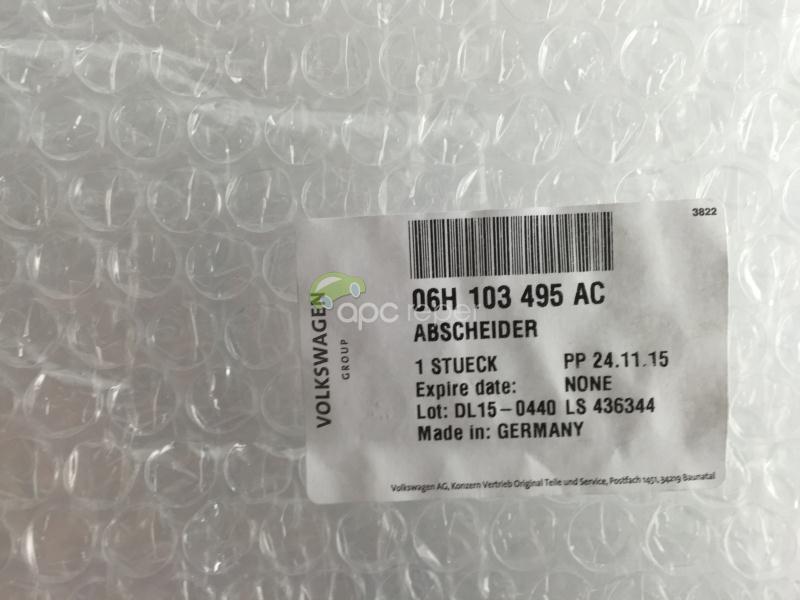 3822
06H 103 495 AC
ABSCHEIDER
1 STUECK PP 24.11.15
Expire date: NONE
Lot: DL15-0440 LS 436344
Made in: GERMANY
VOLKSWAGEN
GROUP
apc reper
Volkswagen AG, Konzern Vertrieb Original Teile und Service, Postfach 1451, 34219 Baunatal